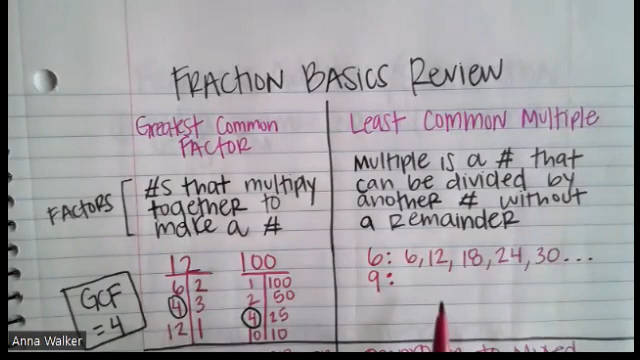 FRACTION BASICS REVIEW
Greatest Common
FACTOR
FACTORS
#s that multiply
together to
make a #
12
6 2
4 3
12 1
100
1 100
2 50
4 25
10 10
GCF
=4
Least Common Multiple
Multiple is a # that
can be divided by
another # without
a remainder
6: 6, 12, 18, 24, 30...
9:
to Mixed
Anna Walker